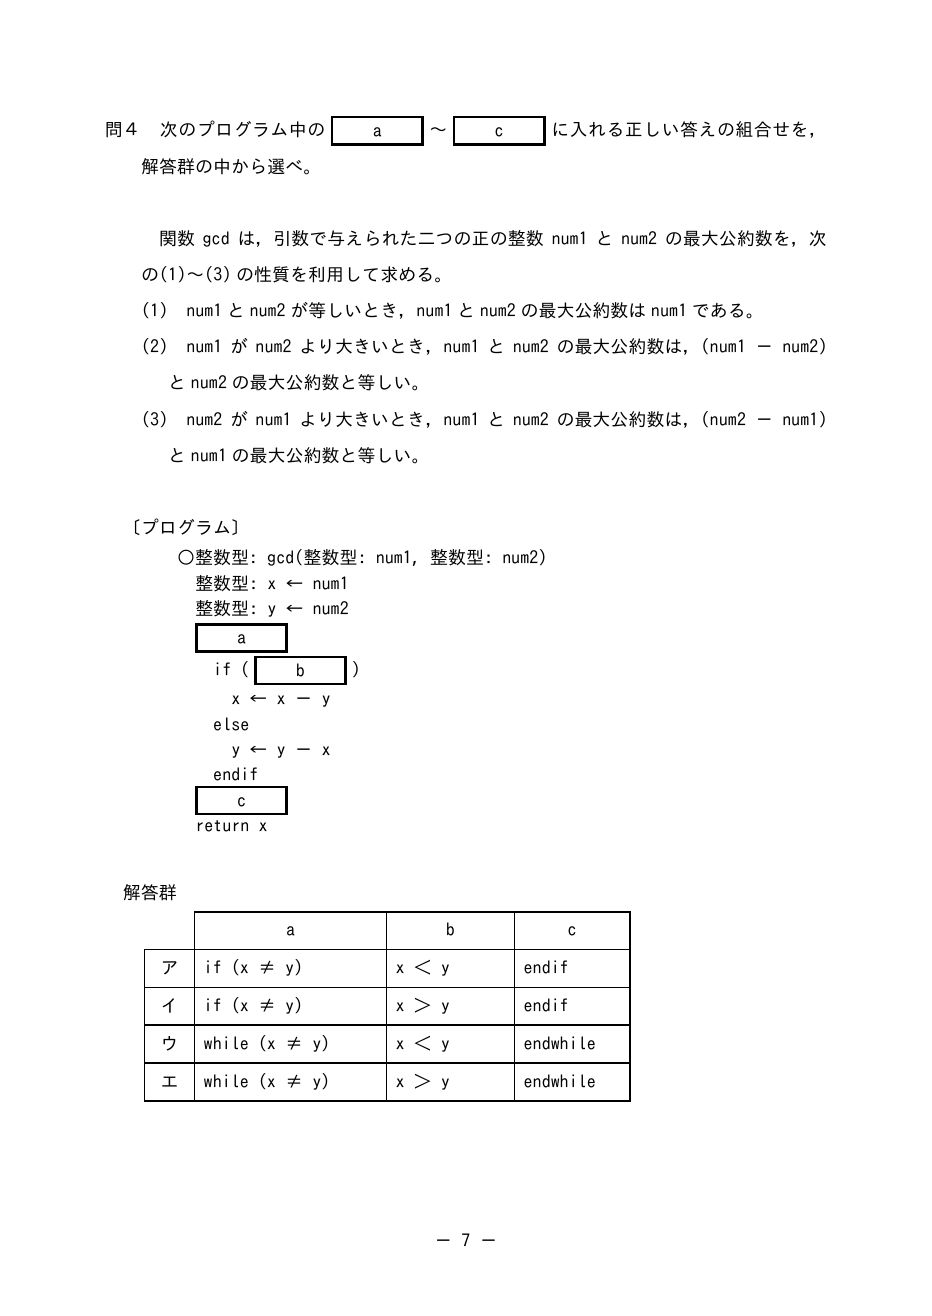 問４　次のプログラム中の a ～ c に入れる正しい答えの組合せを，
解答群の中から選べ。
関数 gcd は，引数で与えられた二つの正の整数 num1 と num2 の最大公約数を，次
の(1)～(3) の性質を利用して求める。
(1)　num1 と num2 が等しいとき，num1 と num2 の最大公約数は num1 である。
(2)　num1 が num2 より大きいとき，num1 と num2 の最大公約数は，(num1 － num2)
と num2 の最大公約数と等しい。
(3)　num2 が num1 より大きいとき，num1 と num2 の最大公約数は，(num2 － num1)
と num1 の最大公約数と等しい。
〔プログラム〕
○整数型: gcd(整数型: num1, 整数型: num2)
整数型: x ← num1
整数型: y ← num2
a
if ( b )
x ← x － y
else
y ← y － x
endif
c
return x
解答群
a b c
ア if (x ≠ y) x ＜ y endif
イ if (x ≠ y) x ＞ y endif
ウ while (x ≠ y) x ＜ y endwhile
エ while (x ≠ y) x ＞ y endwhile
－ 7 －